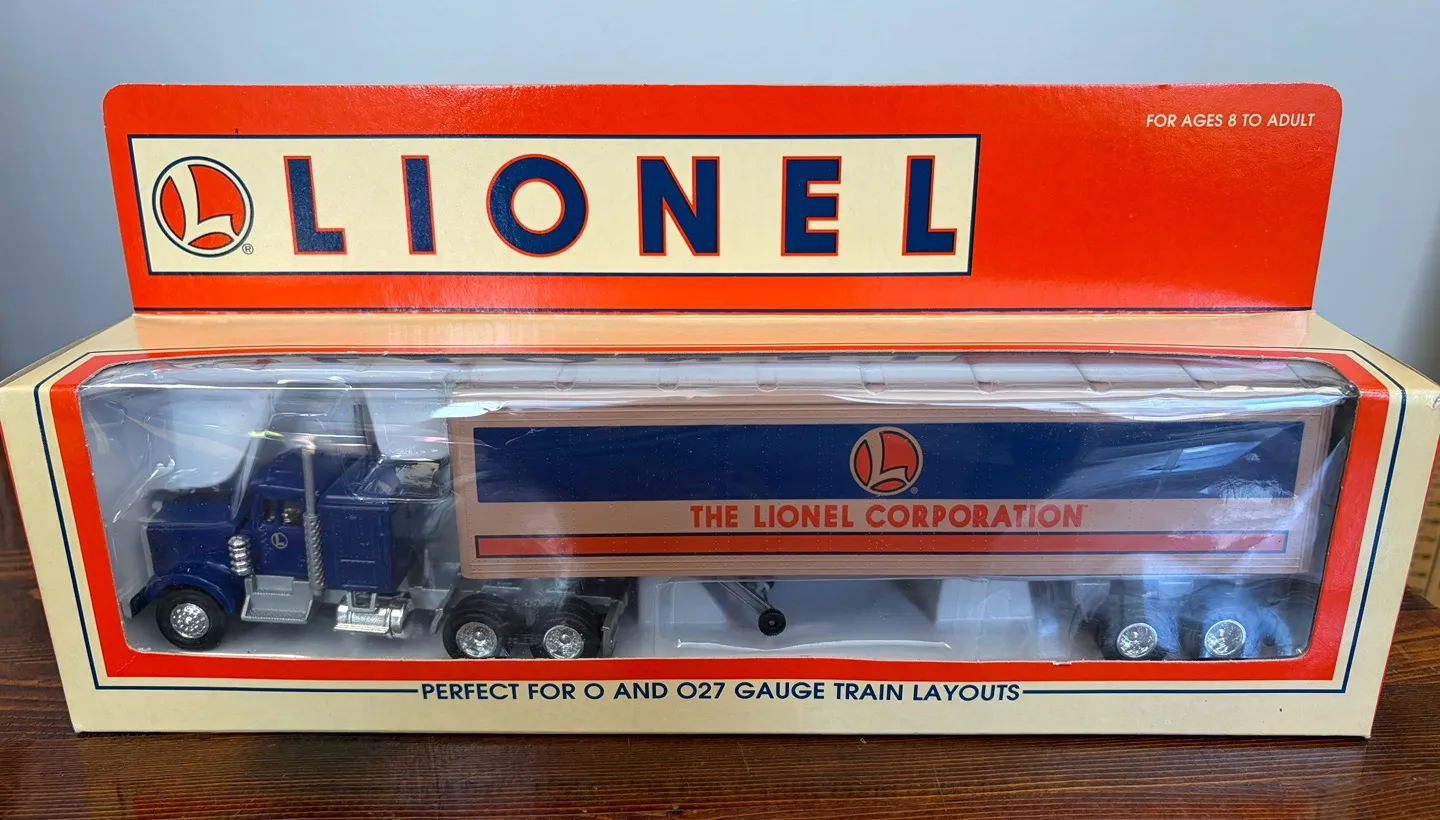 FOR AGES 8 TO ADULT
L ® LIONEL
L ®
THE LIONEL CORPORATION
L
PERFECT FOR O AND O27 GAUGE TRAIN LAYOUTS